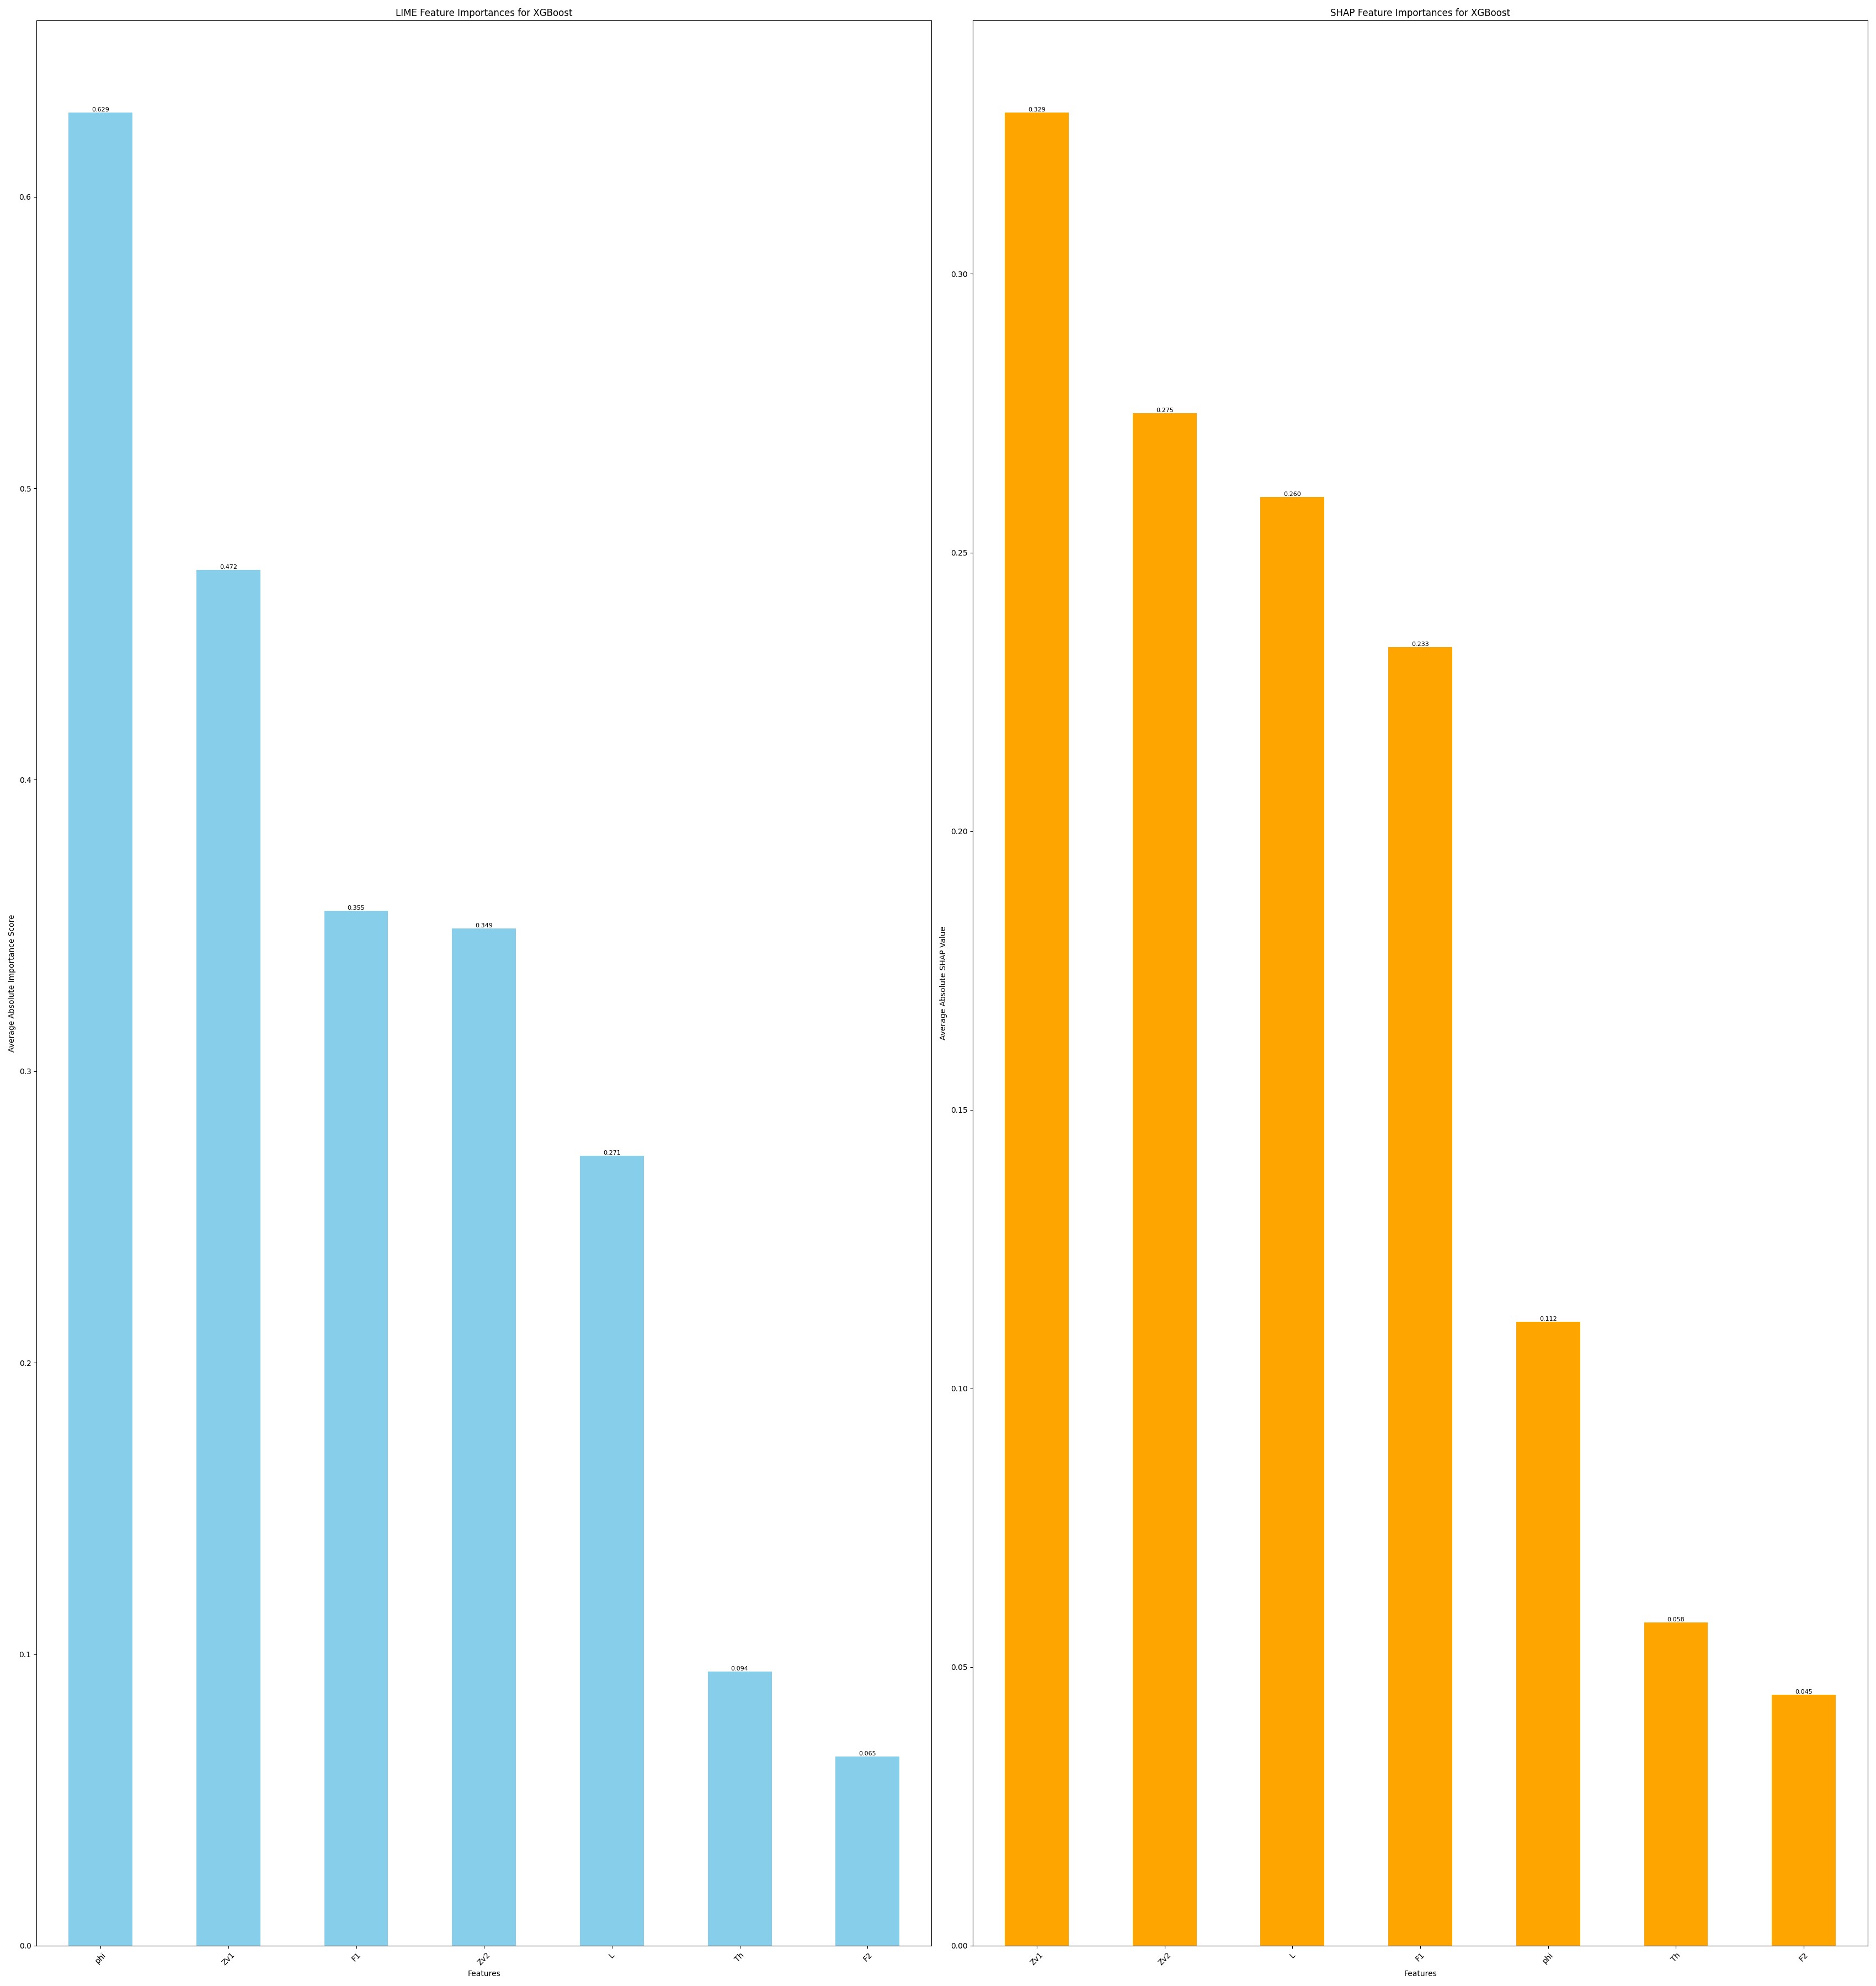 LIME Feature Importances for XGBoost
Average Absolute Importance Score
0.6
0.5
0.4
0.3
0.2
0.1
0.0
0.629
0.472
0.355
0.349
0.271
0.094
0.065
phi
Zv1
F1
Zv2
L
Th
F2
Features
SHAP Feature Importances for XGBoost
Average Absolute SHAP Value
0.30
0.25
0.20
0.15
0.10
0.05
0.00
0.329
0.275
0.260
0.233
0.112
0.058
0.045
Zv1
Zv2
L
F1
phi
Th
F2
Features